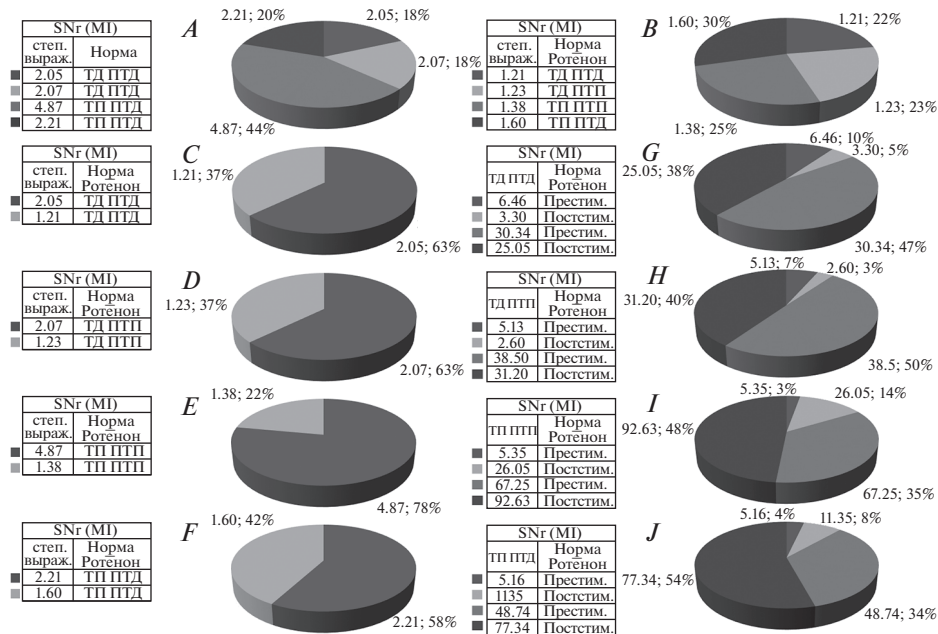 SNr (MI)
степ. выраж. Норма
2.05 ТД ПТД
2.07 ТД ПТД
4.87 ТП ПТД
2.21 ТП ПТД
A
2.21; 20%
2.05; 18%
2.07; 18%
4.87; 44%
SNr (MI)
степ. выраж. Норма Ротенон
1.21 ТД ПТД
1.23 ТД ПТП
1.38 ТП ПТП
1.60 ТП ПТД
B
1.60; 30%
1.21; 22%
1.23; 23%
1.38; 25%
SNr (MI)
степ. выраж. Норма Ротенон
2.05 ТД ПТД
1.21 ТД ПТД
C
1.21; 37%
2.05; 63%
SNr (MI)
ТД ПТД Норма Ротенон
6.46 Престим.
3.30 Постстим.
30.34 Престим.
25.05 Постстим.
G
6.46; 10%
3.30; 5%
25.05; 38%
30.34; 47%
SNr (MI)
степ. выраж. Норма Ротенон
2.07 ТД ПТП
1.23 ТД ПТП
D
1.23; 37%
2.07; 63%
SNr (MI)
ТД ПТП Норма Ротенон
5.13 Престим.
2.60 Постстим.
38.50 Престим.
31.20 Постстим.
H
5.13; 7%
2.60; 3%
31.20; 40%
38.5; 50%
SNr (MI)
степ. выраж. Норма Ротенон
4.87 ТП ПТП
1.38 ТП ПТП
E
1.38; 22%
4.87; 78%
SNr (MI)
ТП ПТП Норма Ротенон
5.35 Престим.
26.05 Постстим.
67.25 Престим.
92.63 Постстим.
I
5.35; 3%
26.05; 14%
92.63; 48%
67.25; 35%
SNr (MI)
степ. выраж. Норма Ротенон
2.21 ТП ПТД
1.60 ТП ПТД
F
1.60; 42%
2.21; 58%
SNr (MI)
ТП ПТД Норма Ротенон
5.16 Престим.
1135 Постстим.
48.74 Престим.
77.34 Постстим.
J
5.16; 4%
11.35; 8%
77.34; 54%
48.74; 34%